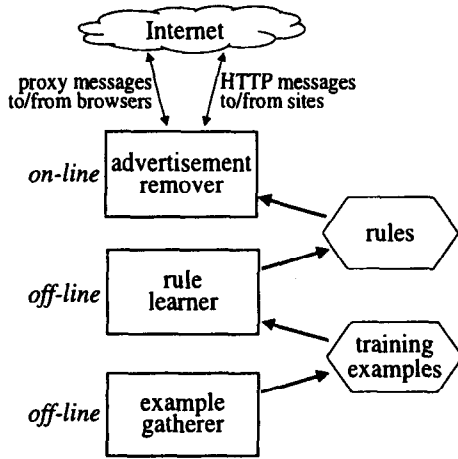 Internet
proxy messages
to/from browsers
HTTP messages
to/from sites
on-line
advertisement
remover
rules
off-line
rule
learner
training
examples
off-line
example
gatherer